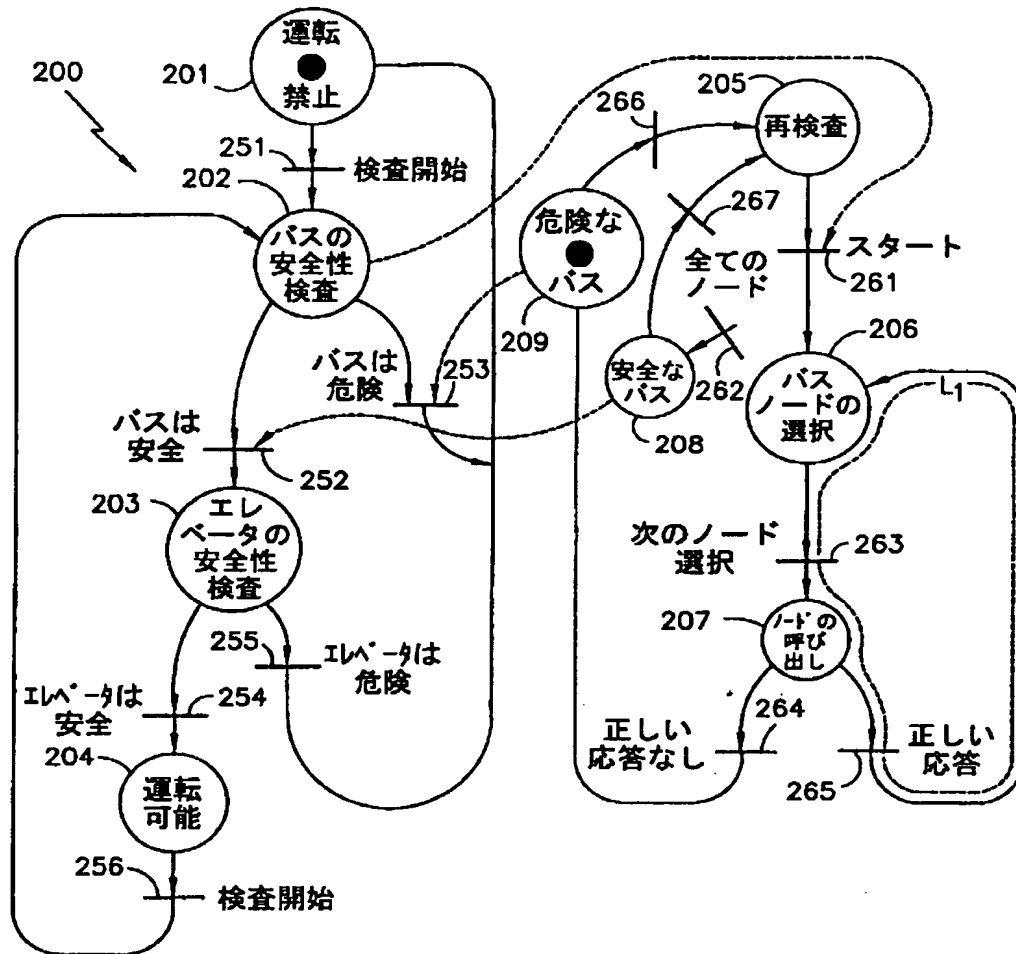 200
201
運転
禁止
251
検査開始
202
バスの
安全性
検査
バスは
危険
253
バスは
安全
252
203
エレ
ベータの
安全性
検査
255
エレベータは
危険
エレベータは
安全
254
204
運転
可能
256
検査開始
205
再検査
266
267
危険な
バス
209
全てのノード
262
安全な
バス
208
スタート
261
206
バス
ノードの
選択
L1
次のノード
選択
263
207
ノードの
呼び
出し
正しい
応答なし
264
265
正しい
応答